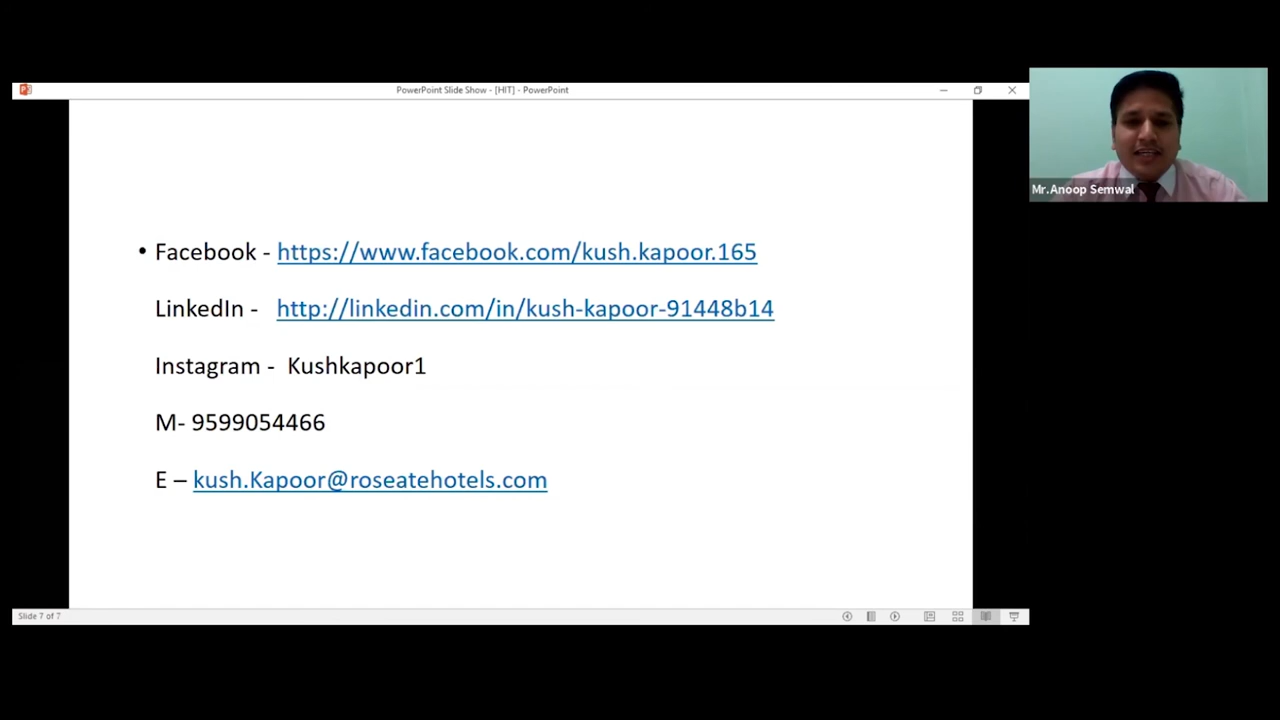 PowerPoint Slide Show - [HIT] - PowerPoint
Mr.Anoop Semwal
• Facebook - https://www.facebook.com/kush.kapoor.165
LinkedIn - http://linkedin.com/in/kush-kapoor-91448b14
Instagram - Kushkapoor1
M- 9599054466
E – kush.Kapoor@roseatehotels.com
Slide 7 of 7